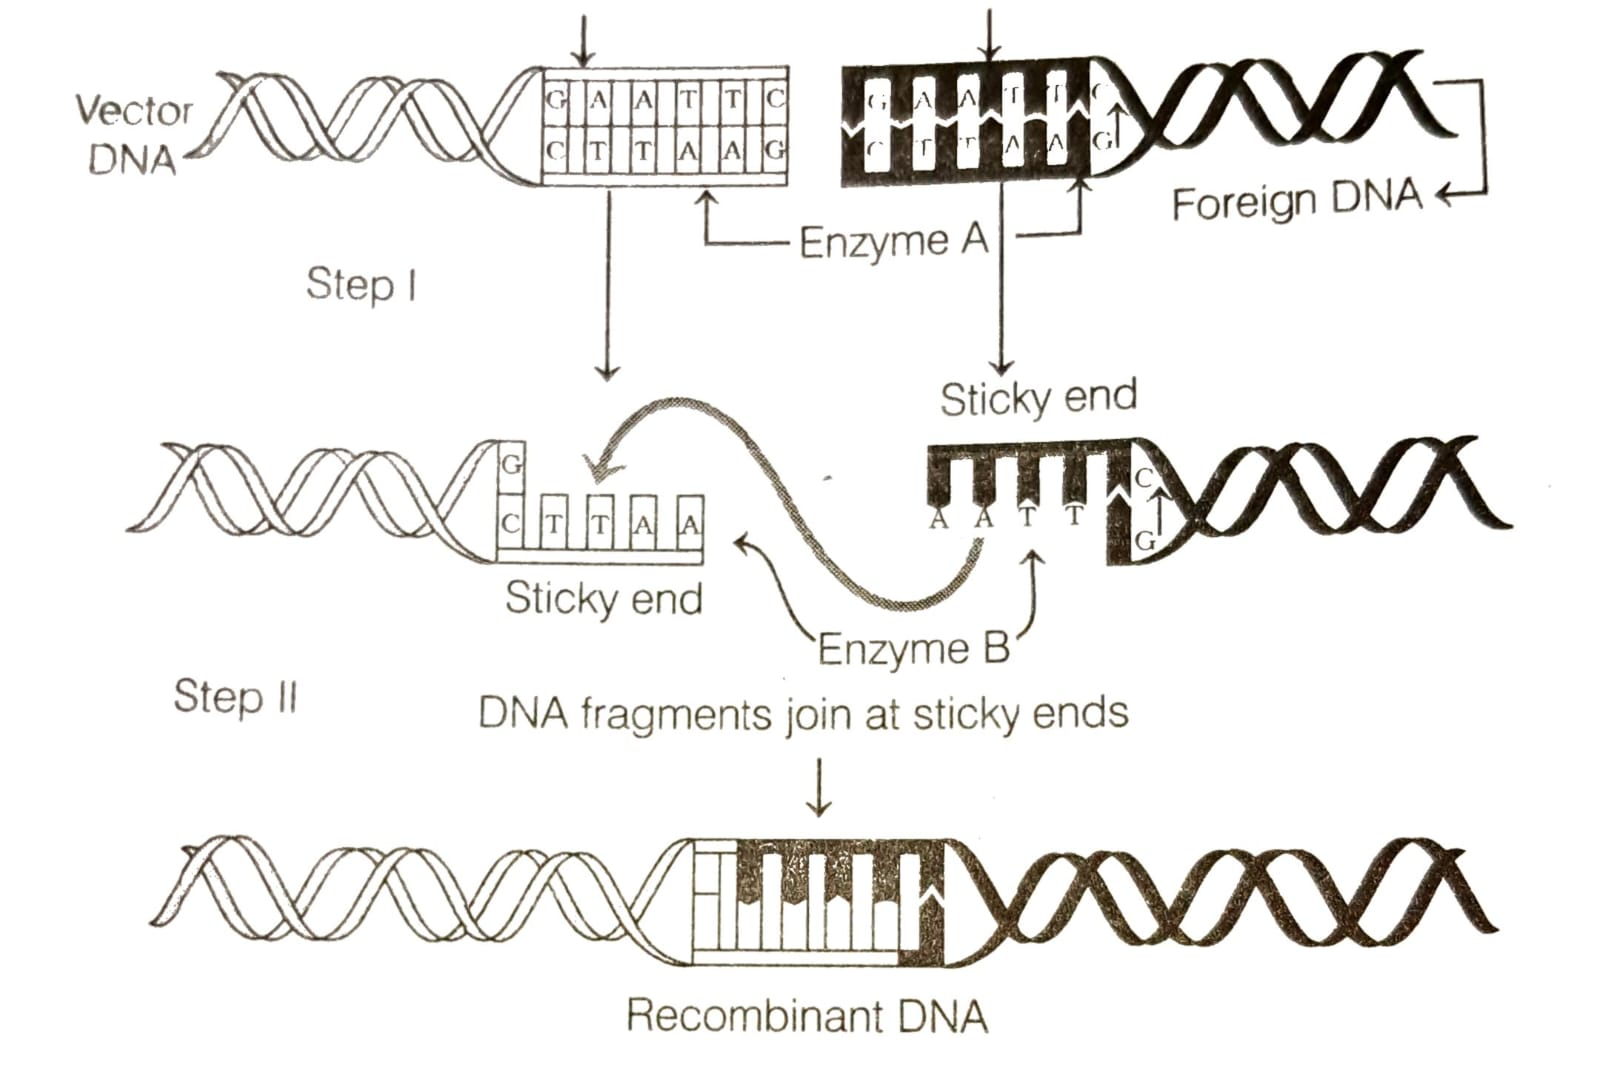 Vector
DNA
G A A T T C
C T T A A G
G A A T T C
C T T A A G
Enzyme A
Foreign DNA
Step I
Sticky end
G
C T T A A
A A T T
C
G
Sticky end
Enzyme B
Step II
DNA fragments join at sticky ends
Recombinant DNA